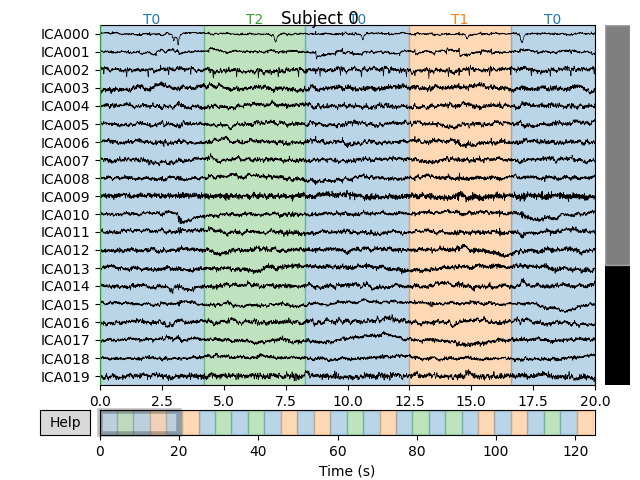 Subject 0
T0 T2 T0 T1 T0
ICA000
ICA001
ICA002
ICA003
ICA004
ICA005
ICA006
ICA007
ICA008
ICA009
ICA010
ICA011
ICA012
ICA013
ICA014
ICA015
ICA016
ICA017
ICA018
ICA019
0.0 2.5 5.0 7.5 10.0 12.5 15.0 17.5 20.0
Help
0 20 40 60 80 100 120
Time (s)